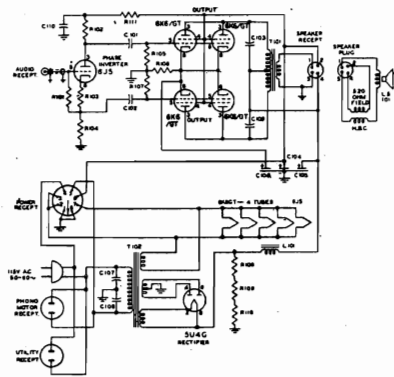 OUTPUT
C110
R102
R111
C101
6K6/GT
6K6/GT
C103
T101
SPEAKER
RECEPT
SPEAKER
PLUG
PHASE
INVERTER
6J5
R105
R106
R107
AUDIO
RECEPT.
R101
R103
R104
C102
6K6
/GT
OUTPUT
6K6/GT
320
OHM
FIELD
H.B.C.
L.S.
101
C104
C105
POWER
RECEPT
6K6GT — 4 TUBES
6J5
T102
L101
115V AC
50-60~
C107
PHONO
MOTOR
RECEPT.
5U4G
RECTIFIER
R108
R109
R110
UTILITY
RECEPT